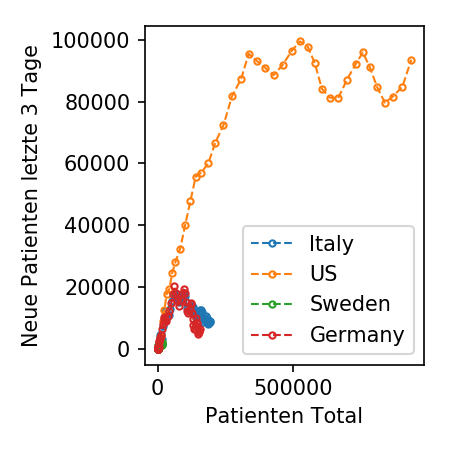 Neue Patienten letzte 3 Tage
100000
80000
60000
40000
20000
0
Italy
US
Sweden
Germany
0
500000
Patienten Total